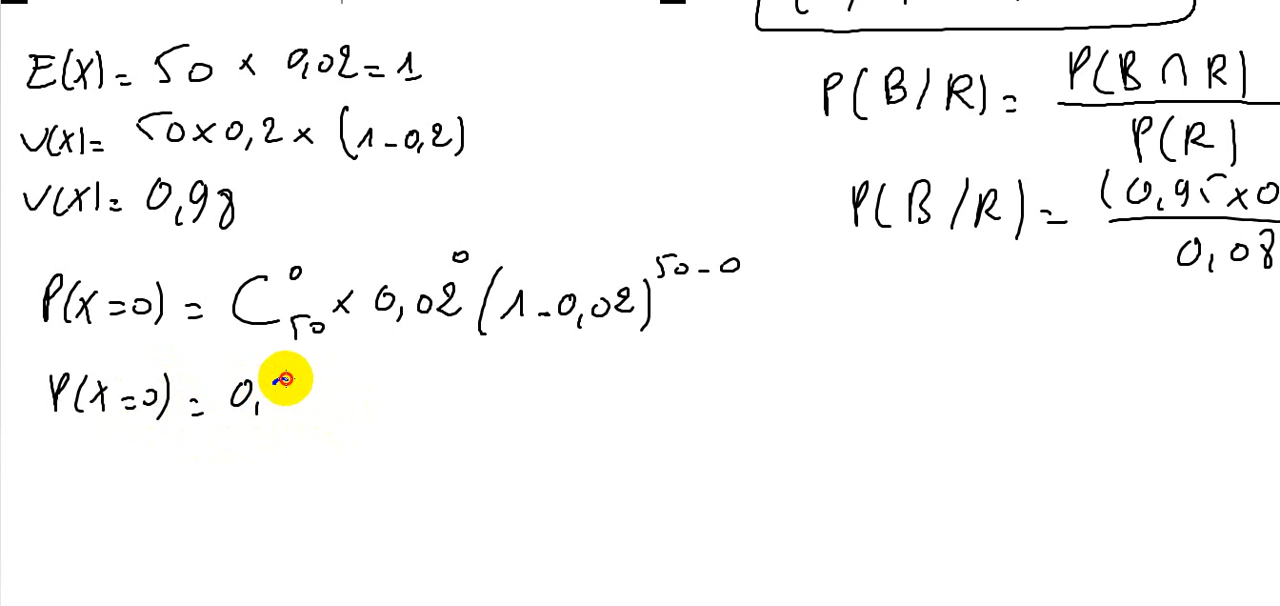 E(X) = 50 × 0,02 = 1
V(X) = 50 × 0,2 × (1 - 0,2)
V(X) = 0,98
P(X = 0) = C⁰₅₀ × 0,02⁰ (1 - 0,02)⁵⁰⁻⁰
P(X = 0) = 0,
P(B / R) = P(B ∩ R) / P(R)
P(B / R) = (0,95 × 0 / 0,08